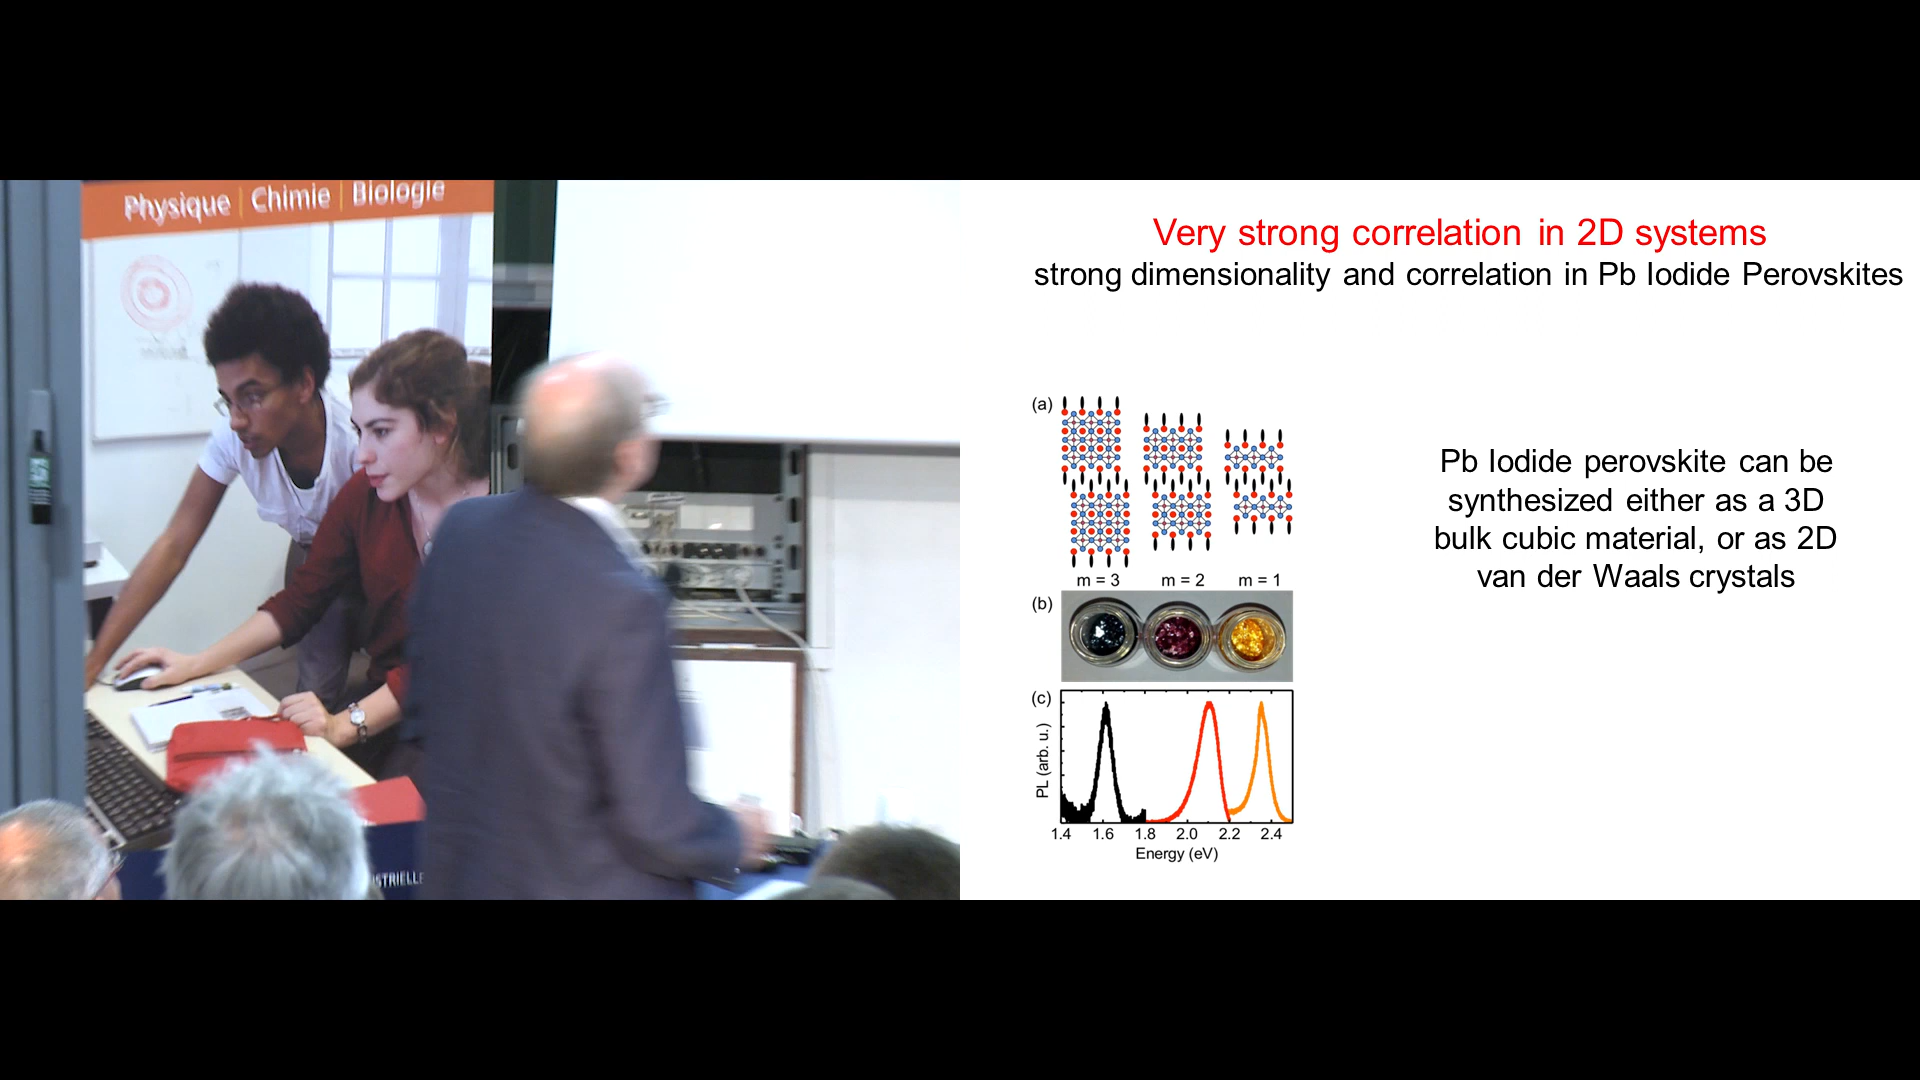 Physique | Chimie | Biologie
STRIELLE
Very strong correlation in 2D systems
strong dimensionality and correlation in Pb Iodide Perovskites
(a)
m = 3 m = 2 m = 1
(b)
(c)
PL (arb. u.)
1.4 1.6 1.8 2.0 2.2 2.4
Energy (eV)
Pb Iodide perovskite can be
synthesized either as a 3D
bulk cubic material, or as 2D
van der Waals crystals